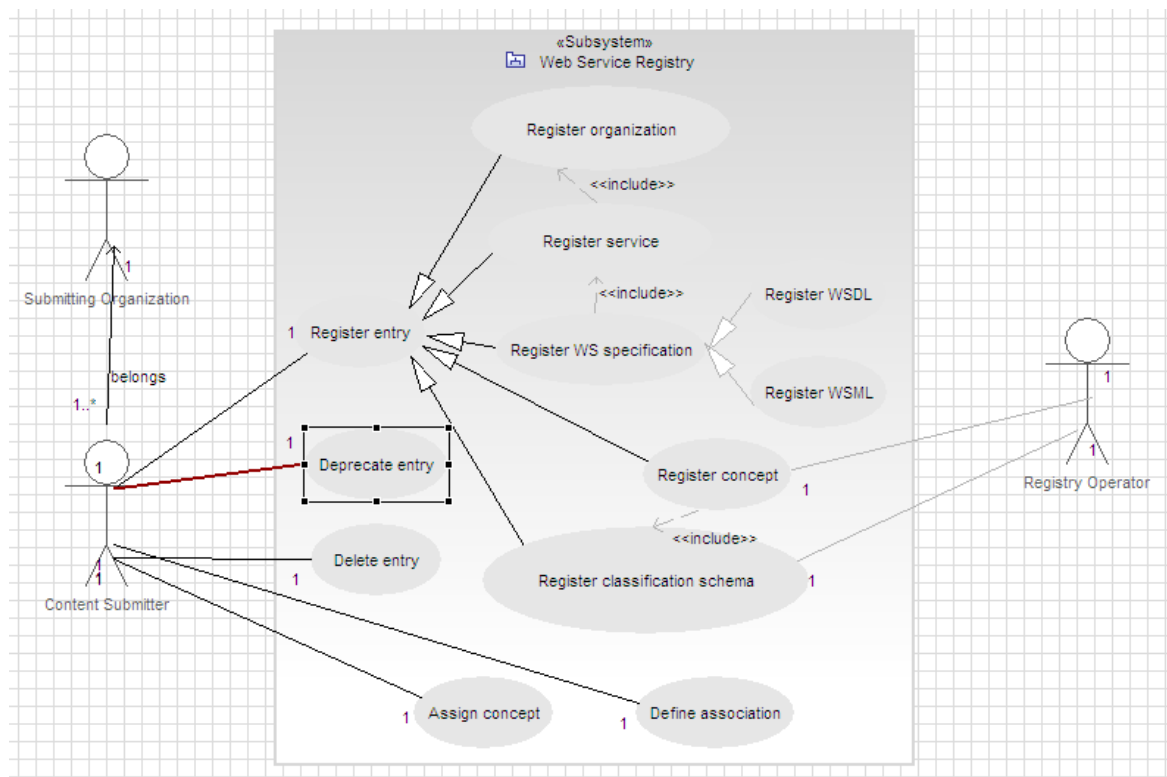 «Subsystem»
Web Service Registry
Register organization
<<include>>
Register service
<<include>>
Register WSDL
1
Submitting Organization
1
Register entry
Register WS specification
1
belongs
Register WSML
1..*
1
Deprecate entry
1
Register concept
1
Registry Operator
1
1
<<include>>
Delete entry
1
1
1
Register classification schema
1
Content Submitter
1
Assign concept
1
Define association